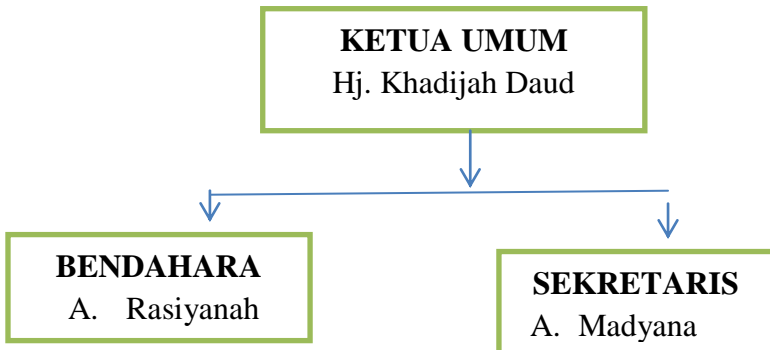 KETUA UMUM
Hj. Khadijah Daud
BENDAHARA
A. Rasiyanah
SEKRETARIS
A. Madyana